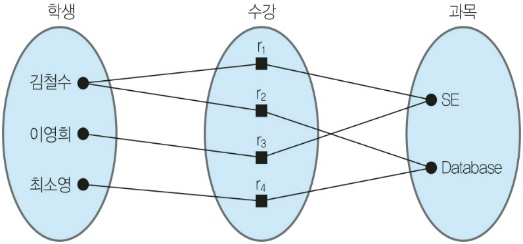 학생 수강 과목
r1
김철수
r2
SE
이영희
r3
Database
최소영
r4